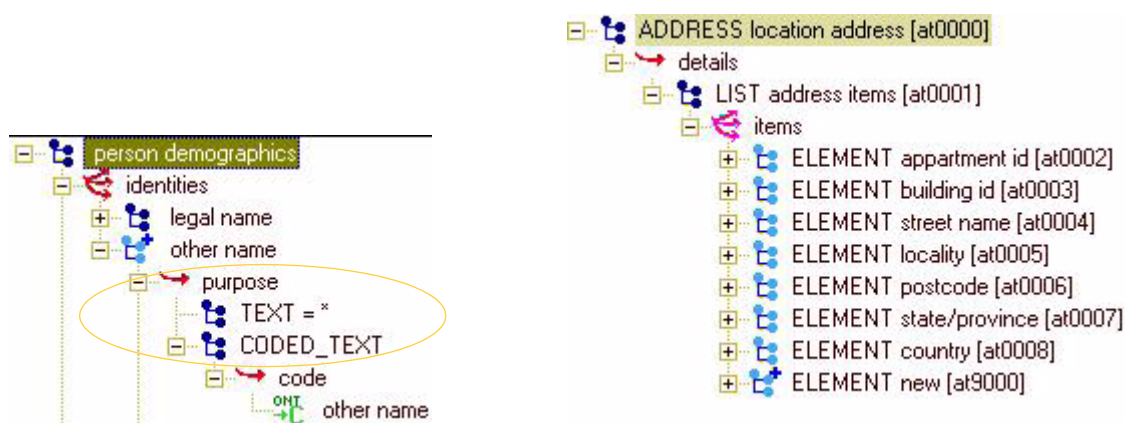 person demographics
identities
legal name
other name
purpose
TEXT = *
CODED_TEXT
code
ONT
C
other name
ADDRESS location address [at0000]
details
LIST address items [at0001]
items
ELEMENT appartment id [at0002]
ELEMENT building id [at0003]
ELEMENT street name [at0004]
ELEMENT locality [at0005]
ELEMENT postcode [at0006]
ELEMENT state/province [at0007]
ELEMENT country [at0008]
ELEMENT new [at9000]